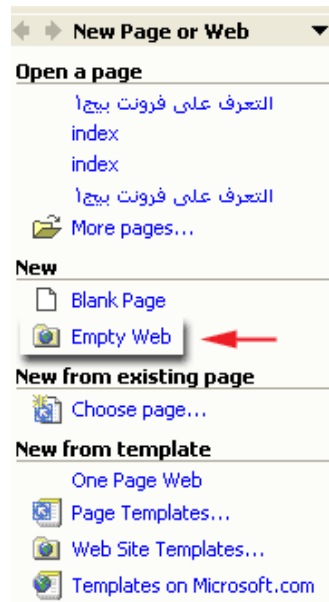 New Page or Web
Open a page
التعرف على فرونت بيج١
index
index
التعرف على فرونت بيج١
More pages...
New
Blank Page
Empty Web
New from existing page
Choose page...
New from template
One Page Web
Page Templates...
Web Site Templates...
Templates on Microsoft.com